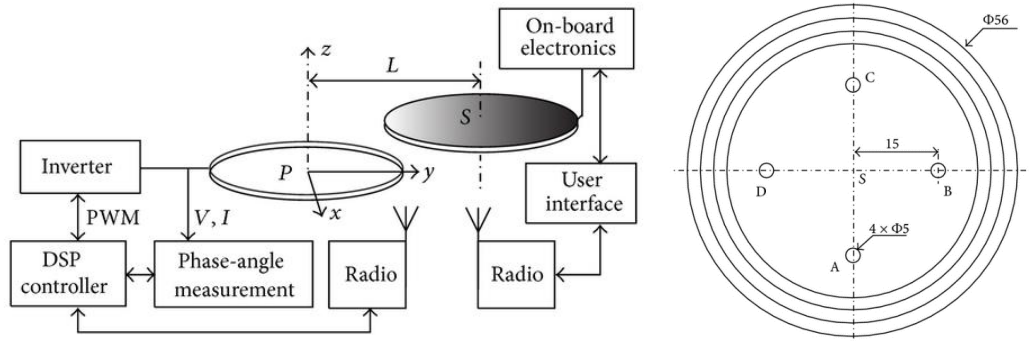 z
L
On-board
electronics
S
Inverter
P
y
x
User
interface
PWM
V, I
DSP
controller
Phase-angle
measurement
Radio
Radio
Φ56
C
15
D
S
B
4 × Φ5
A